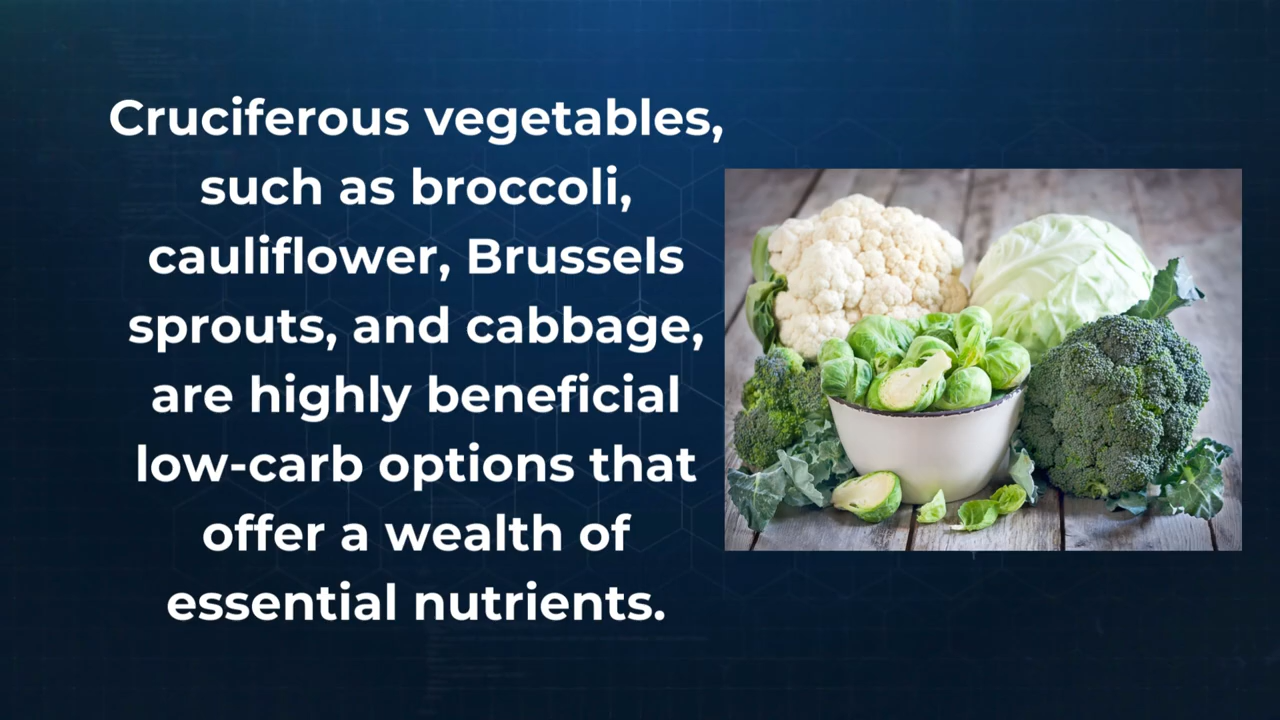 Cruciferous vegetables,
such as broccoli,
cauliflower, Brussels
sprouts, and cabbage,
are highly beneficial
low-carb options that
offer a wealth of
essential nutrients.